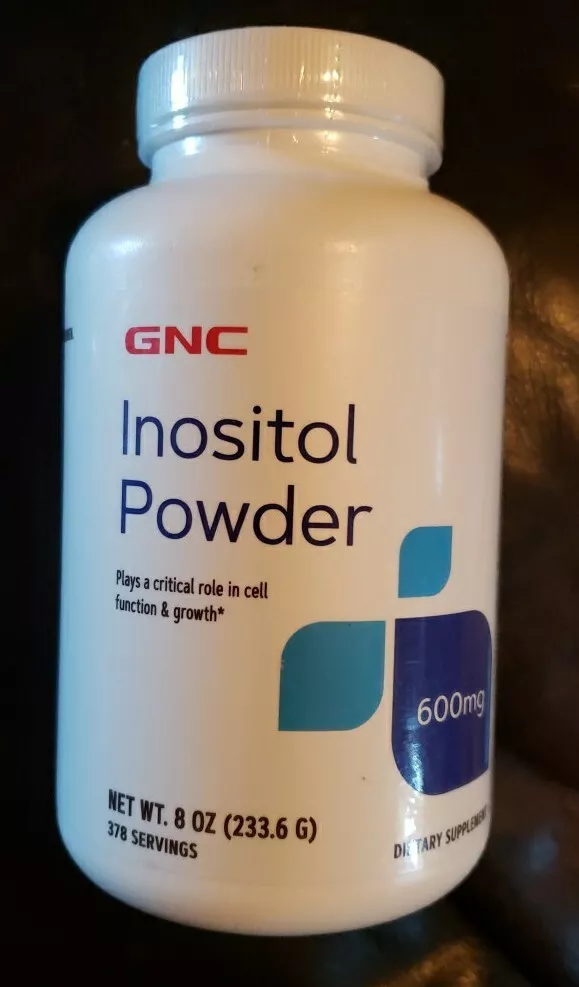 GNC
Inositol
Powder
Plays a critical role in cell
function & growth*
600mg
NET WT. 8 OZ (233.6 G)
378 SERVINGS
DIETARY SUPPLEMENT